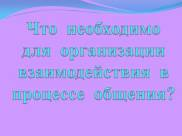 Что необходимо
для организации
взаимодействия в
процессе общения?